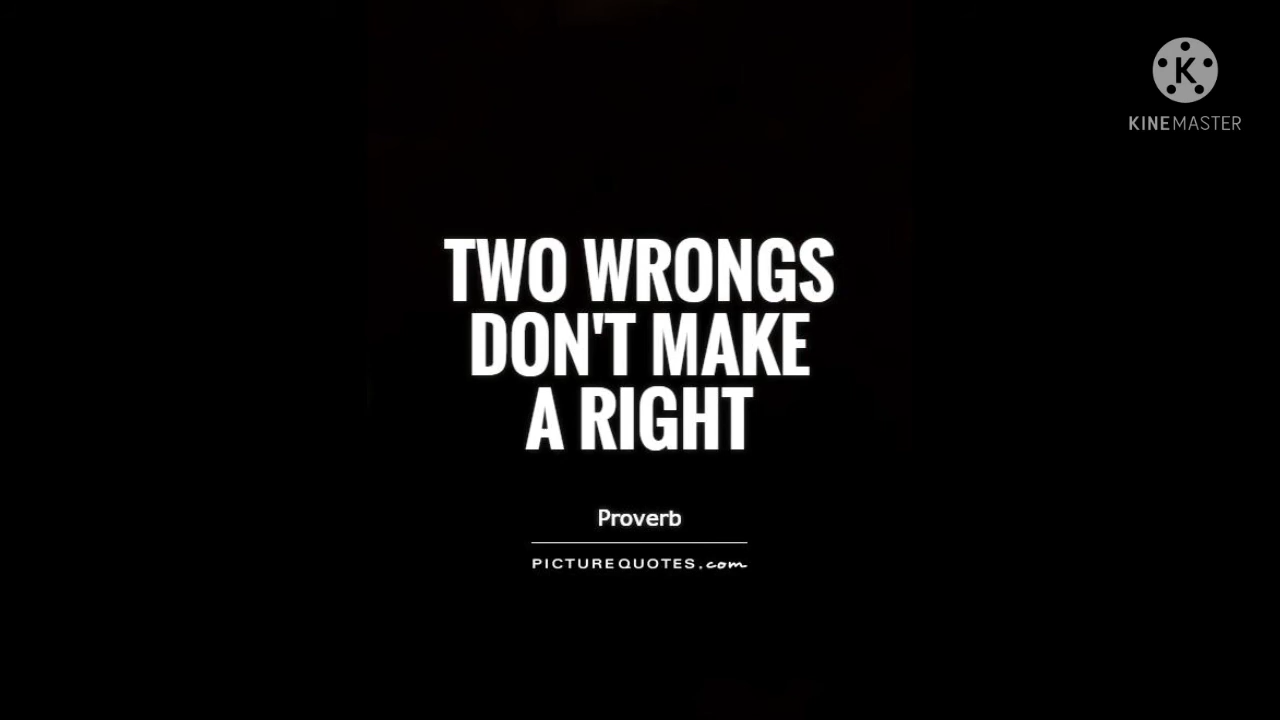 KINEMASTER
TWO WRONGS
DON'T MAKE
A RIGHT
Proverb
PICTUREQUOTES.com